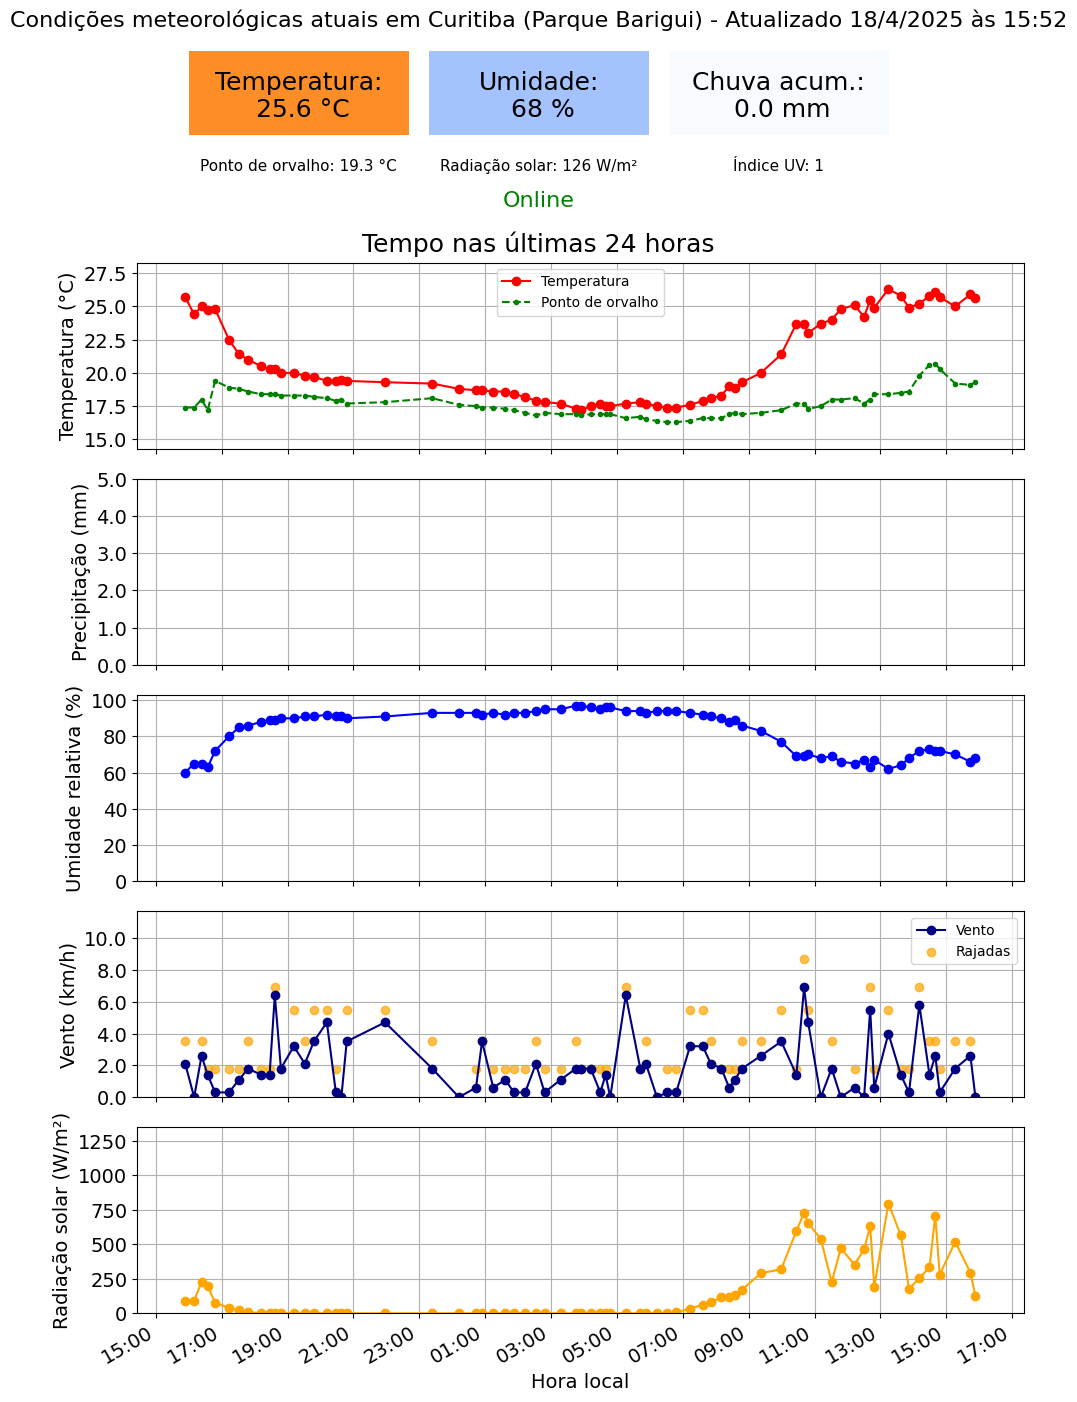 Condições meteorológicas atuais em Curitiba (Parque Barigui) - Atualizado 18/4/2025 às 15:52
Temperatura:
25.6 °C
Umidade:
68 %
Chuva acum.:
0.0 mm
Ponto de orvalho: 19.3 °C
Radiação solar: 126 W/m²
Índice UV: 1
Online
Tempo nas últimas 24 horas
Temperatura (°C)
27.5
25.0
22.5
20.0
17.5
15.0
Temperatura
Ponto de orvalho
Precipitação (mm)
5.0
4.0
3.0
2.0
1.0
0.0
Umidade relativa (%)
100
80
60
40
20
0
Vento (km/h)
10.0
8.0
6.0
4.0
2.0
0.0
Vento
Rajadas
Radiação solar (W/m²)
1250
1000
750
500
250
0
15:00
17:00
19:00
21:00
23:00
01:00
03:00
05:00
07:00
09:00
11:00
13:00
15:00
17:00
Hora local